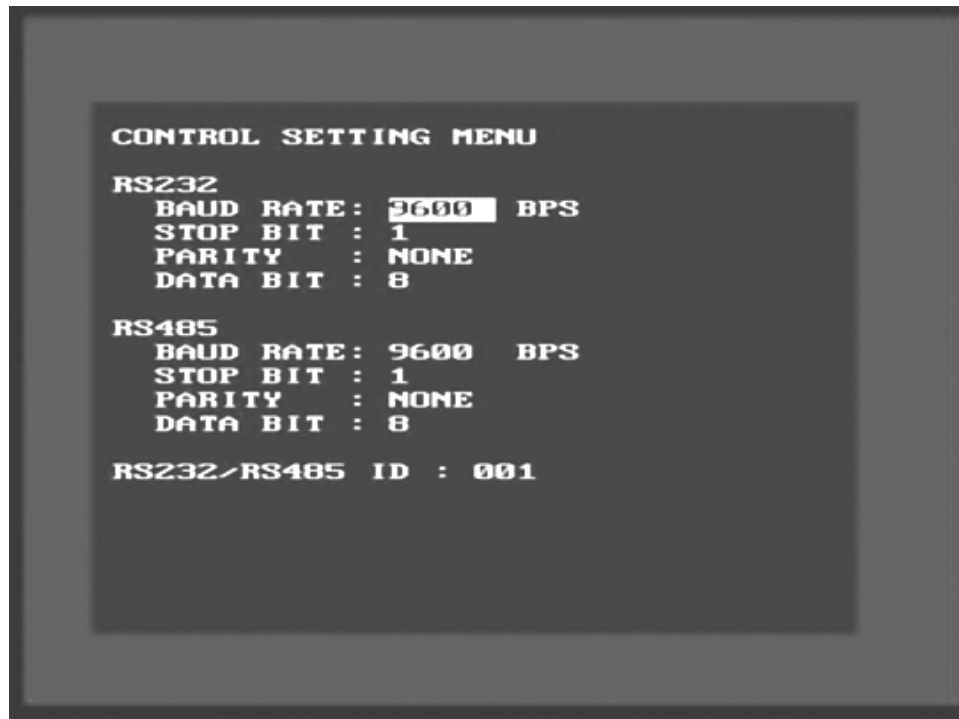 CONTROL SETTING MENU
RS232
BAUD RATE: 9600 BPS
STOP BIT : 1
PARITY : NONE
DATA BIT : 8
RS485
BAUD RATE: 9600 BPS
STOP BIT : 1
PARITY : NONE
DATA BIT : 8
RS232/RS485 ID : 001